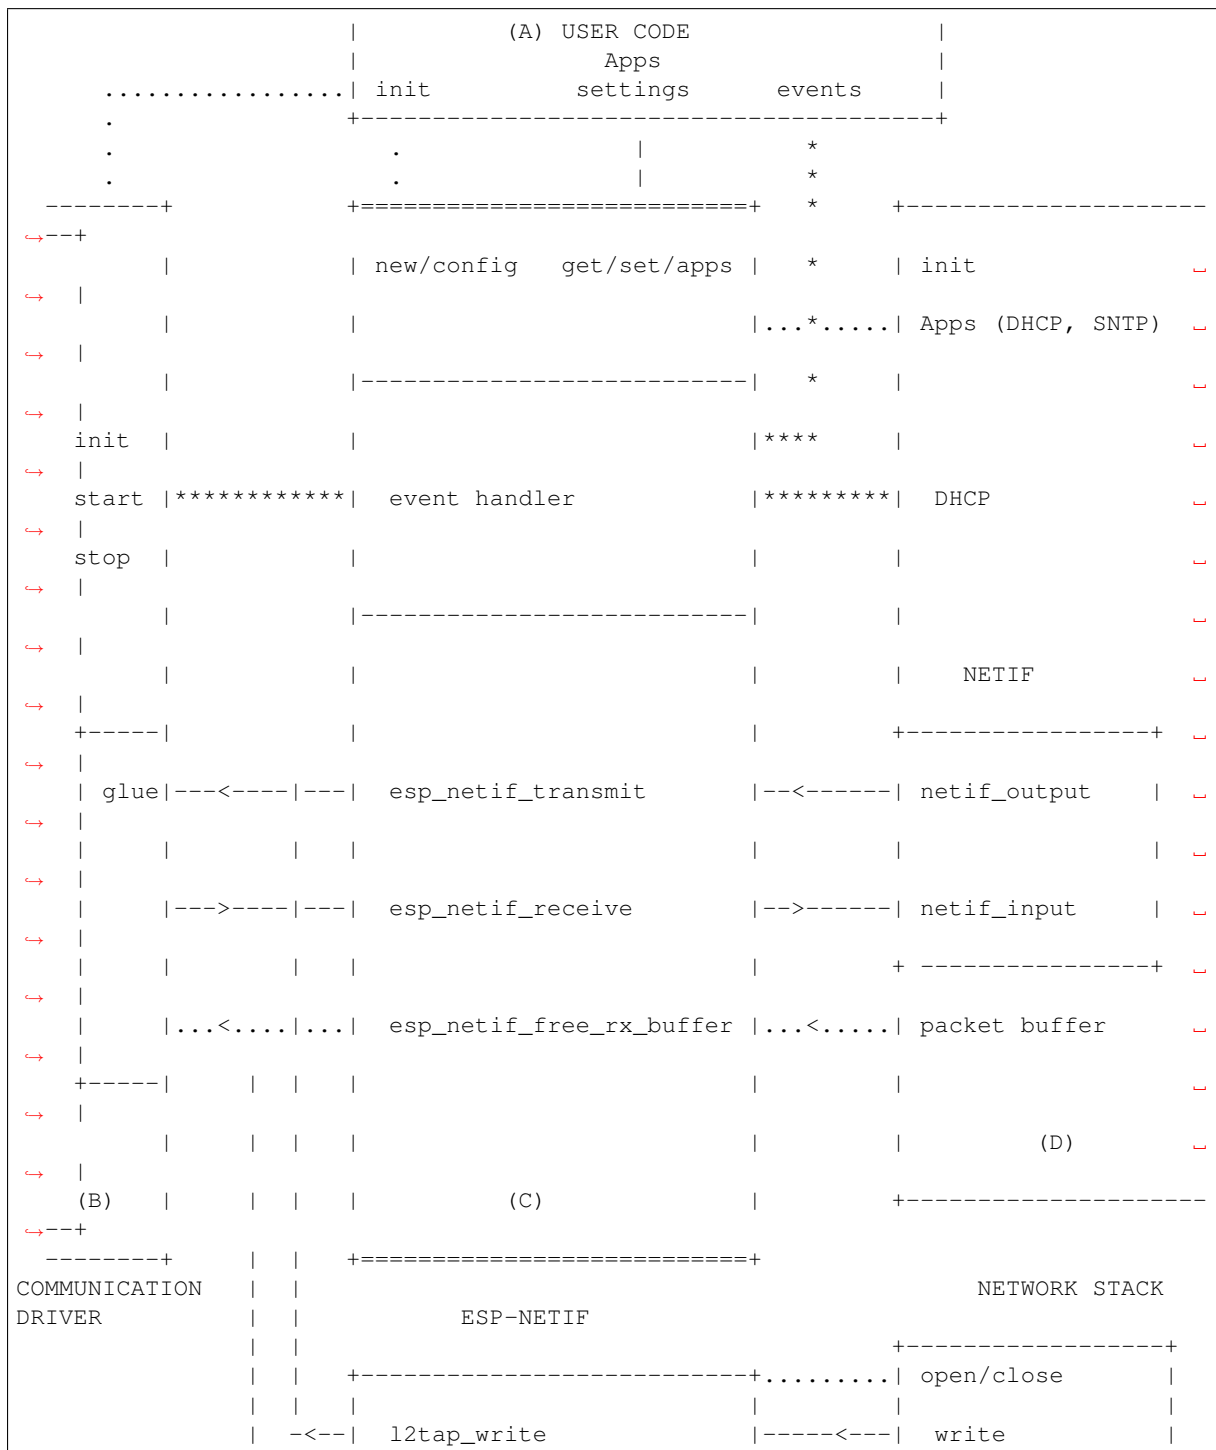 | (A) USER CODE |
| Apps |
.................| init settings events |
. +----------------------------------------+
. . | *
. . | *
--------+ +===========================+ * +---------------------
↪--+
| | new/config get/set/apps | * | init ␣
↪ |
| | |...*.....| Apps (DHCP, SNTP) ␣
↪ |
| |---------------------------| * | ␣
↪ |
init | | |**** | ␣
↪ |
start |************| event handler |*********| DHCP ␣
↪ |
stop | | | | ␣
↪ |
| |---------------------------| | ␣
↪ |
| | | | NETIF ␣
↪ |
+-----| | | +-----------------+ ␣
↪ |
| glue|---<----|---| esp_netif_transmit |--<------| netif_output | ␣
↪ |
| | | | | | | ␣
↪ |
| |--->----|---| esp_netif_receive |-->------| netif_input | ␣
↪ |
| | | | | + ----------------+ ␣
↪ |
| |...<....|...| esp_netif_free_rx_buffer |...<.....| packet buffer ␣
↪ |
+-----| | | | | | ␣
↪ |
| | | | | | (D) ␣
↪ |
(B) | | | | (C) | +---------------------
↪--+
--------+ | | +===========================+
COMMUNICATION | | NETWORK STACK
DRIVER | | ESP-NETIF
| | +------------------+
| | +---------------------------+.........| open/close |
| | | | | |
| -<--| l2tap_write |-----<---| write |